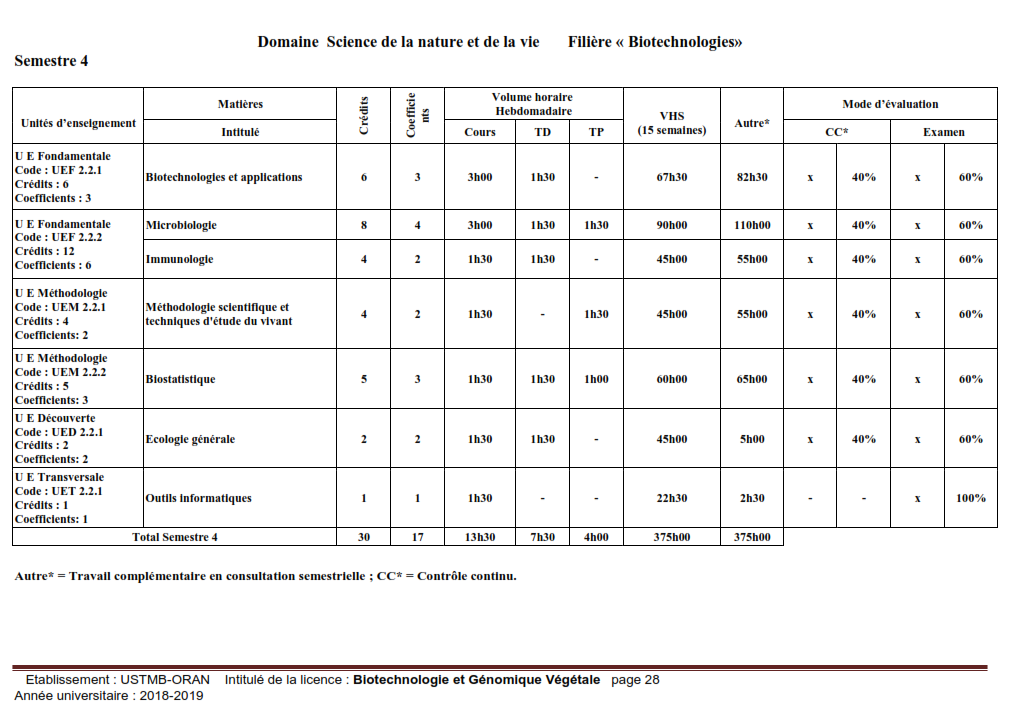 Domaine Science de la nature et de la vie Filière « Biotechnologies»
Semestre 4
Unités d'enseignement Matières Crédits Coefficients Volume horaire Hebdomadaire VHS (15 semaines) Autre* Mode d'évaluation
Intitulé Cours TD TP CC* Examen
U E Fondamentale
Code : UEF 2.2.1
Crédits : 6
Coefficients : 3
Biotechnologies et applications 6 3 3h00 1h30 - 67h30 82h30 x 40% x 60%
U E Fondamentale
Code : UEF 2.2.2
Crédits : 12
Coefficients : 6
Microbiologie 8 4 3h00 1h30 1h30 90h00 110h00 x 40% x 60%
Immunologie 4 2 1h30 1h30 - 45h00 55h00 x 40% x 60%
U E Méthodologie
Code : UEM 2.2.1
Crédits : 4
Coefficients: 2
Méthodologie scientifique et
techniques d'étude du vivant 4 2 1h30 - 1h30 45h00 55h00 x 40% x 60%
U E Méthodologie
Code : UEM 2.2.2
Crédits : 5
Coefficients: 3
Biostatistique 5 3 1h30 1h30 1h00 60h00 65h00 x 40% x 60%
U E Découverte
Code : UED 2.2.1
Crédits : 2
Coefficients: 2
Ecologie générale 2 2 1h30 1h30 - 45h00 5h00 x 40% x 60%
U E Transversale
Code : UET 2.2.1
Crédits : 1
Coefficients: 1
Outils informatiques 1 1 1h30 - - 22h30 2h30 - - x 100%
Total Semestre 4 30 17 13h30 7h30 4h00 375h00 375h00
Autre* = Travail complémentaire en consultation semestrielle ; CC* = Contrôle continu.
Etablissement : USTMB-ORAN Intitulé de la licence : Biotechnologie et Génomique Végétale page 28
Année universitaire : 2018-2019